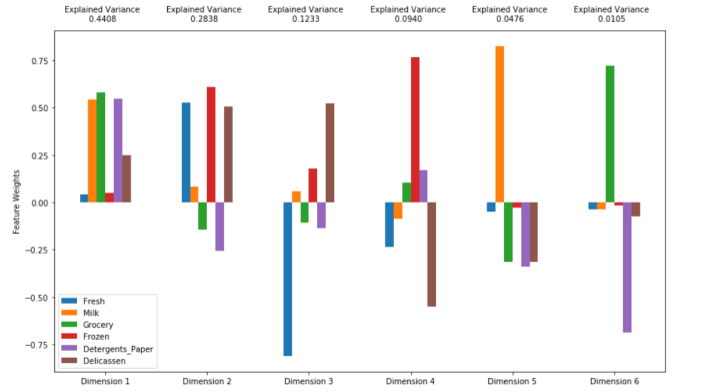 Explained Variance Explained Variance Explained Variance Explained Variance Explained Variance Explained Variance
0.4408 0.2838 0.1233 0.0940 0.0476 0.0105
0.75
0.50
0.25
0.00
−0.25
−0.50
−0.75
Feature Weights
Fresh
Milk
Grocery
Frozen
Detergents_Paper
Delicassen
Dimension 1 Dimension 2 Dimension 3 Dimension 4 Dimension 5 Dimension 6